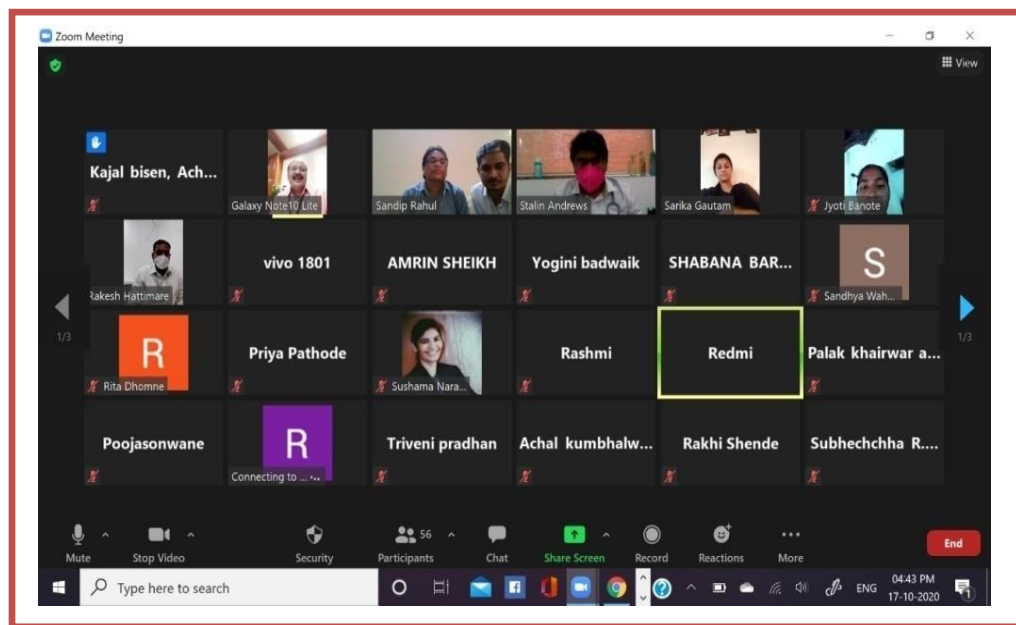 Zoom Meeting
View
Kajal bisen, Ach...
Galaxy Note10 Lite
Sandip Rahul
Stalin Andrews
Sarika Gautam
Jyoti Banote
Rakesh Hattimare
vivo 1801
AMRIN SHEIKH
Yogini badwaik
SHABANA BAR...
S
Sandhya Wah...
1/3
1/3
R
Rita Dhomne
Priya Pathode
Sushama Nara...
Rashmi
Redmi
Palak khairwar a...
Poojasonwane
R
Connecting to ...
Triveni pradhan
Achal kumbhalw...
Rakhi Shende
Subhechchha R....
Mute
Stop Video
Security
56
Participants
Chat
Share Screen
Record
Reactions
More
End
Type here to search
ENG
04:43 PM
17-10-2020
1